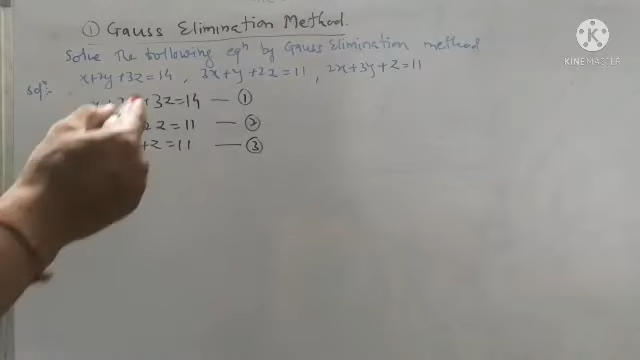 ① Gauss Elimination Method.
Solve the following eqn by Gauss Elimination method
x+2y+3z=14, 3x+y+2z=11, 2x+3y+z=11
Soln:-
+3z=14 — ①
z=11 — ②
+z=11 — ③
K
KINEMASTER